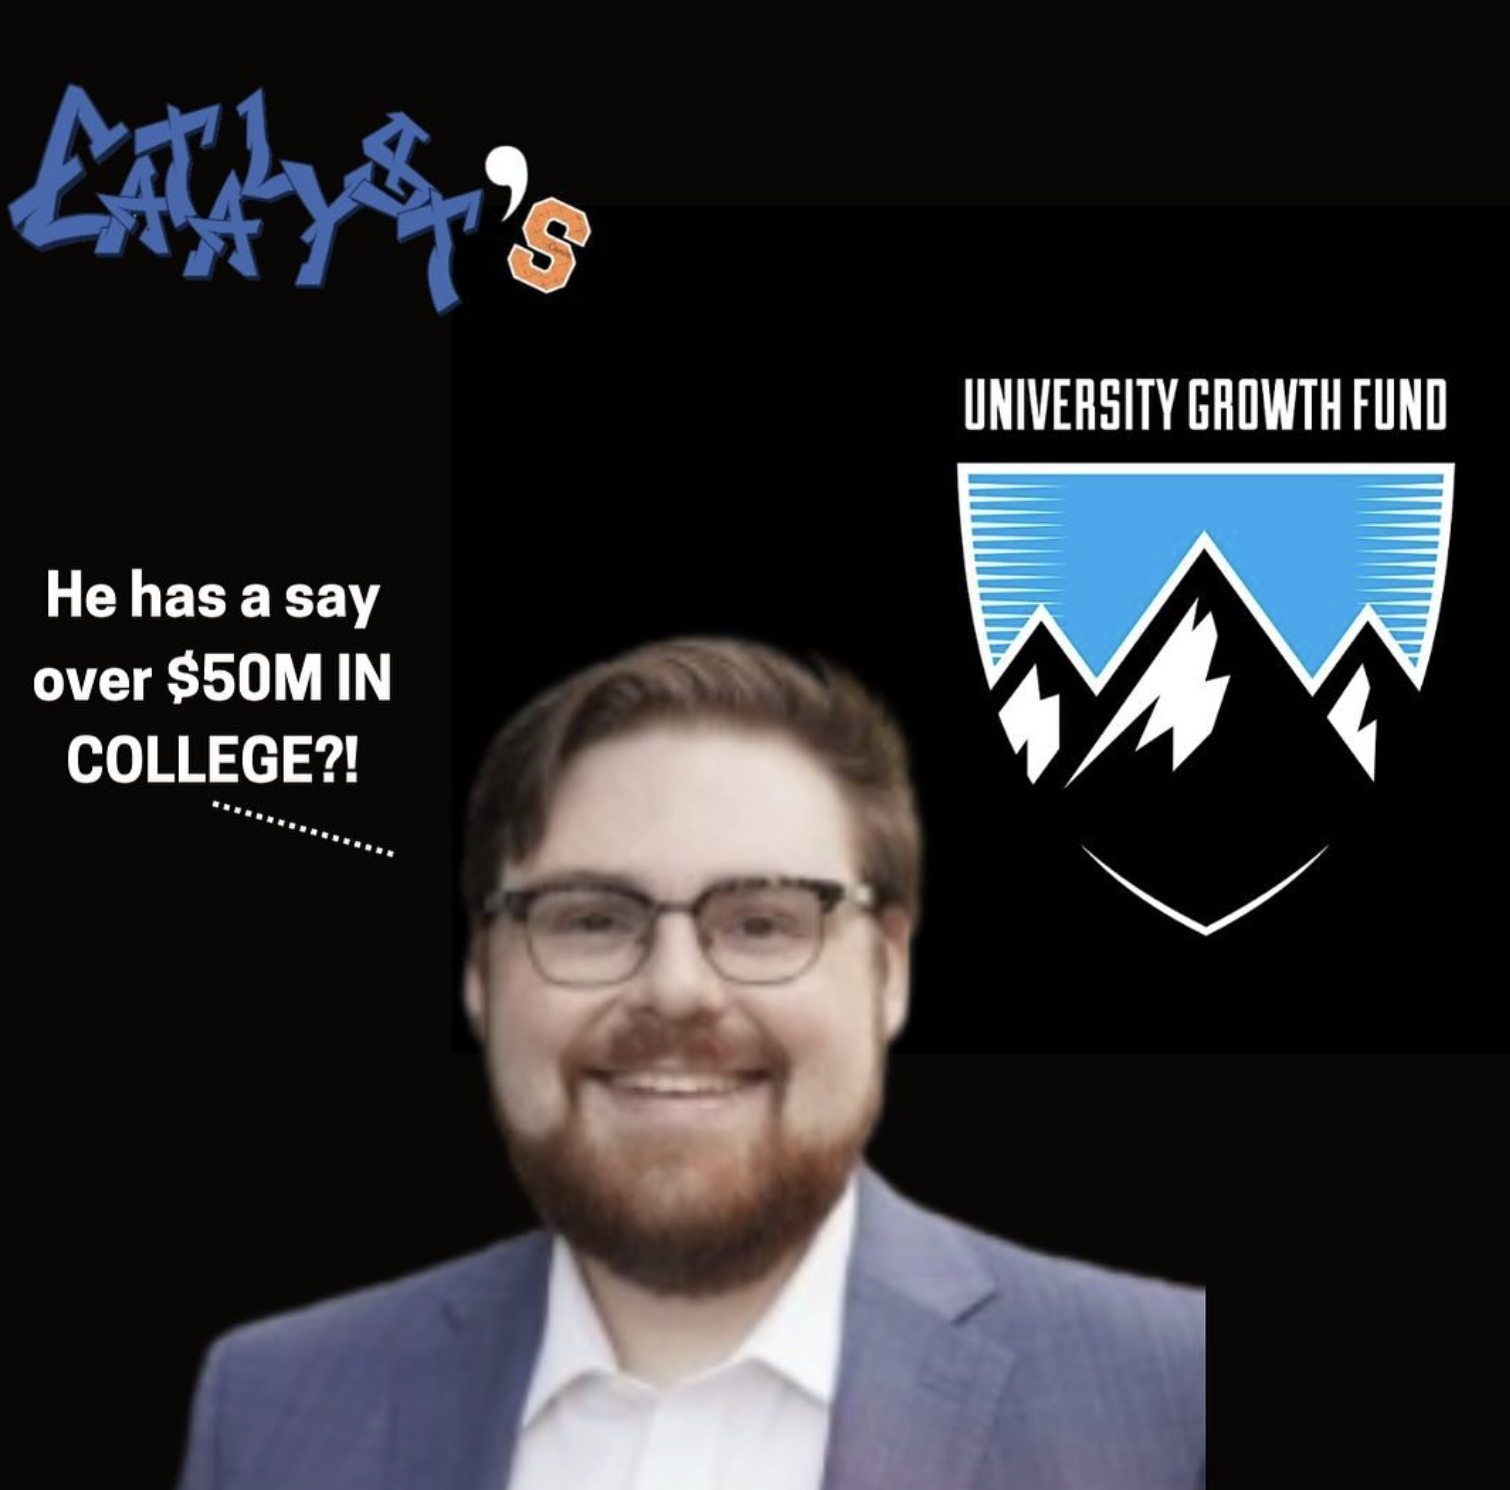 CATALYST's
UNIVERSITY GROWTH FUND
He has a say
over $50M IN
COLLEGE?!